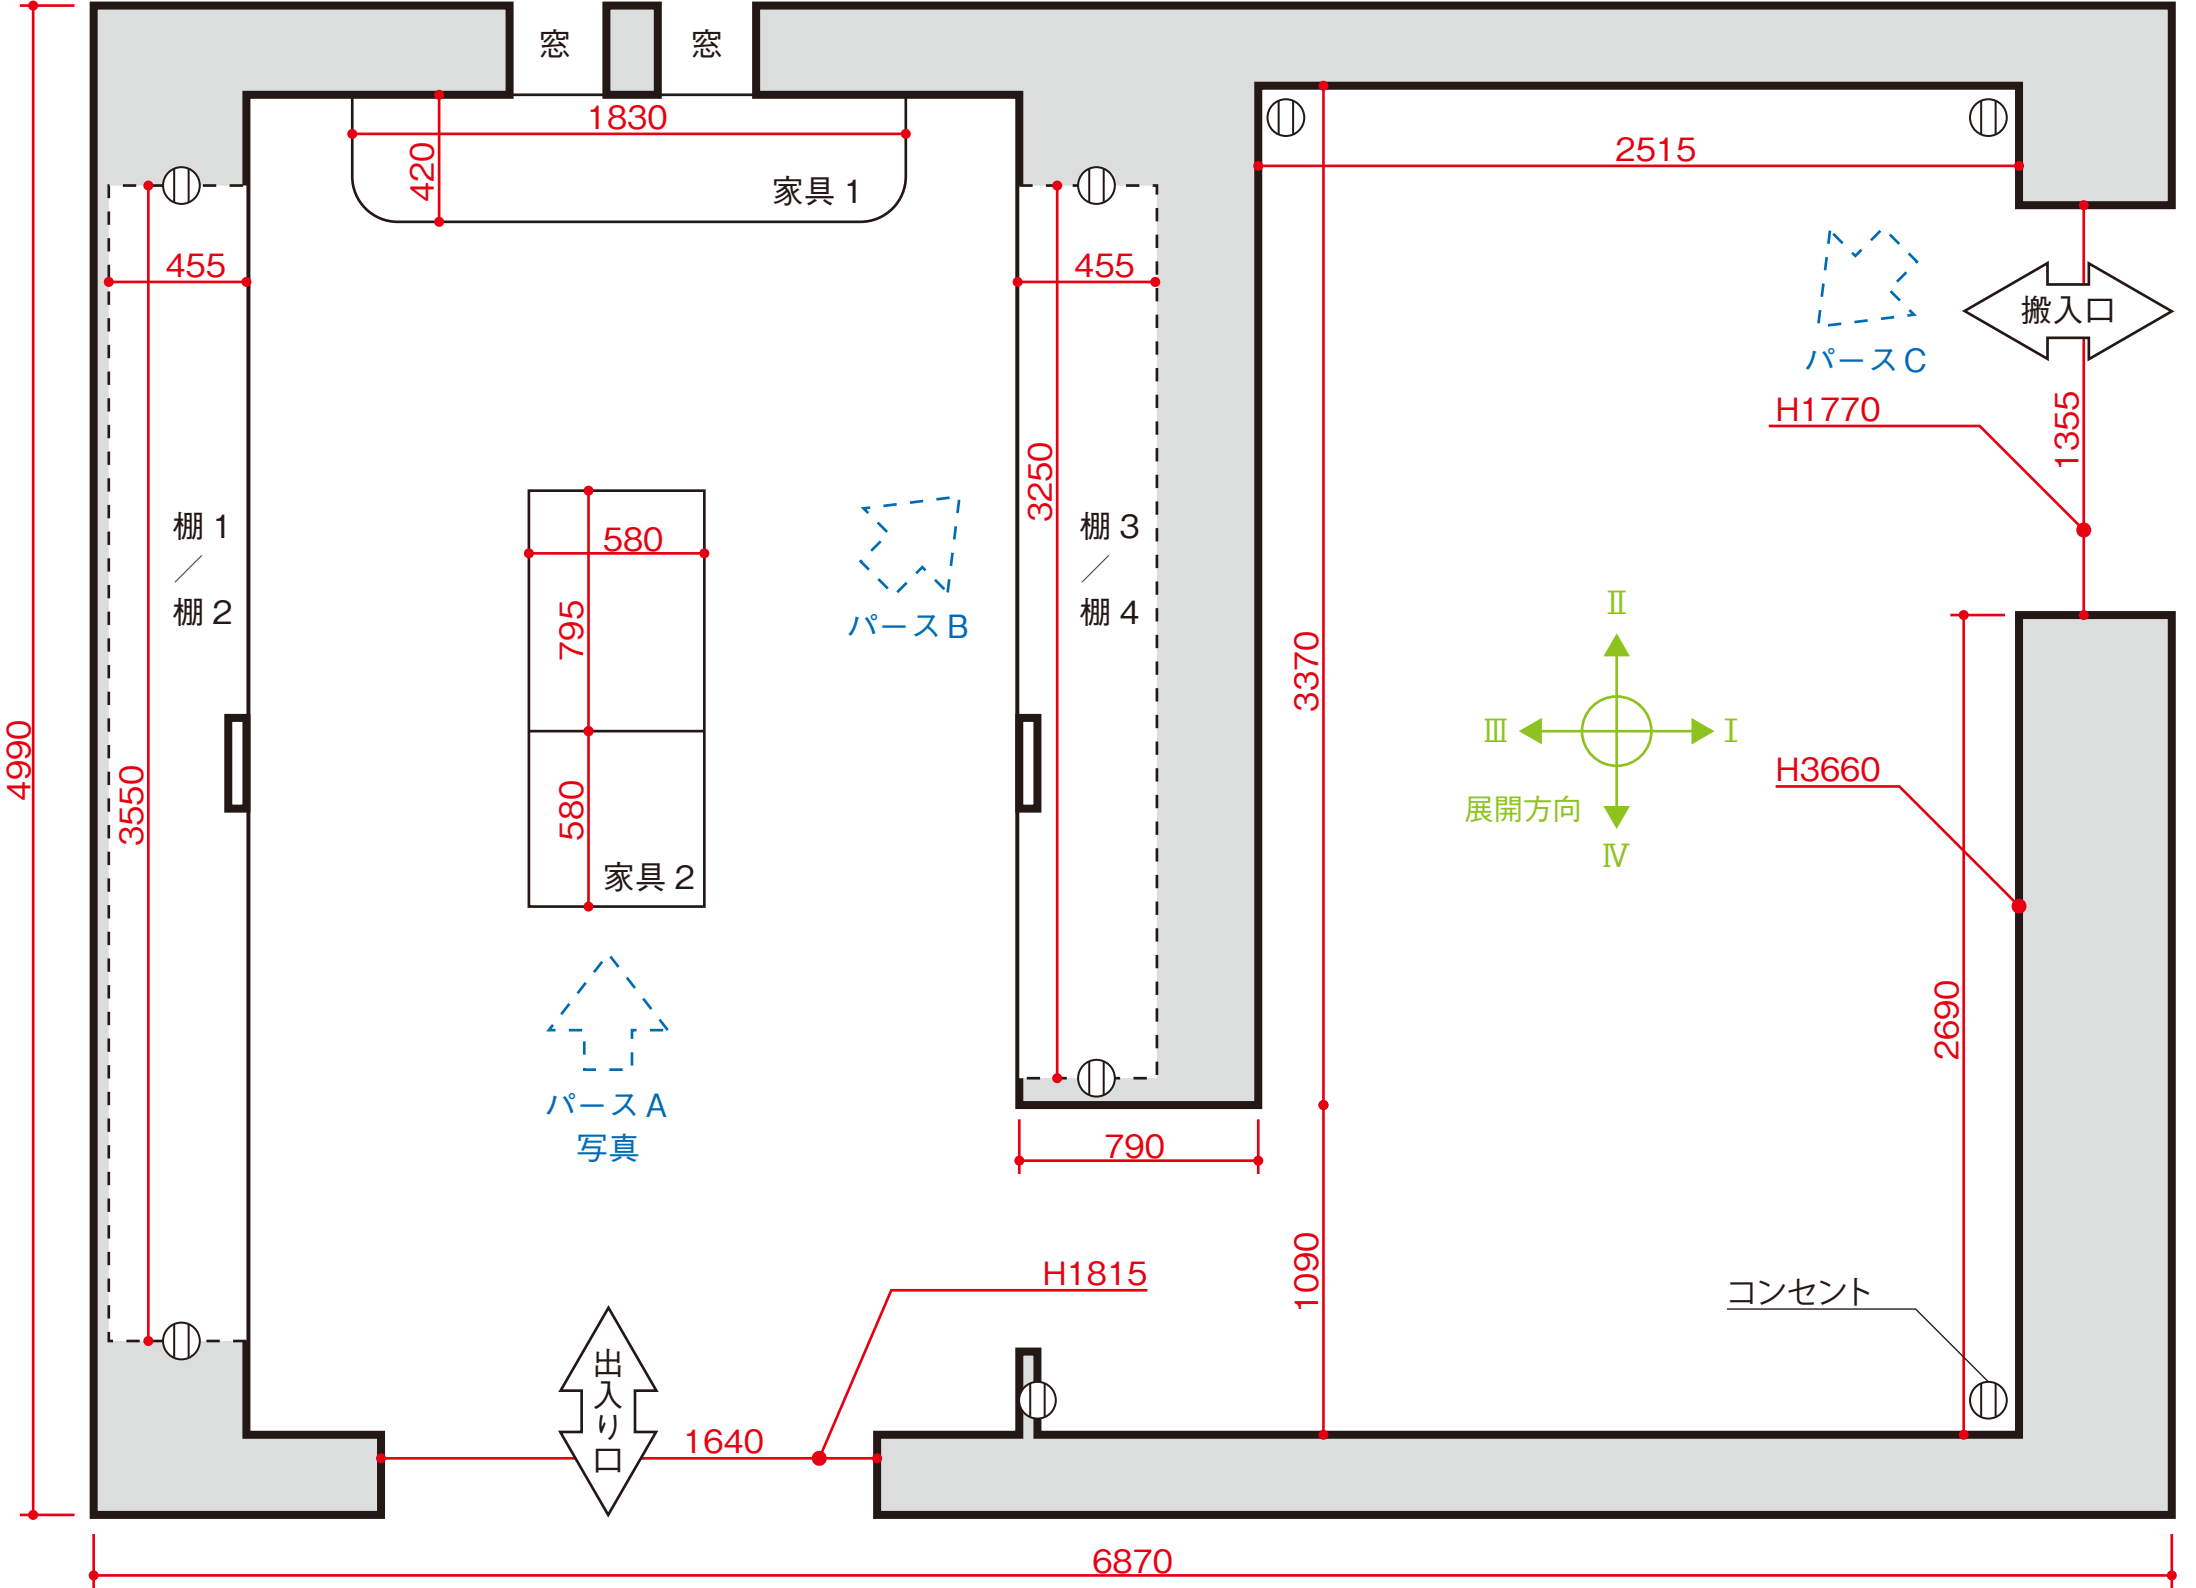 窓
窓
1830
420
家具 1
2515
455
455
搬入口
パース C
H1770
1355
3250
棚 1
／
棚 2
棚 3
／
棚 4
580
795
580
家具 2
パース B
Ⅱ
Ⅲ
Ⅰ
Ⅳ
展開方向
3370
4990
3550
H3660
2690
パース A
写真
790
1090
H1815
コンセント
出入り口
1640
6870